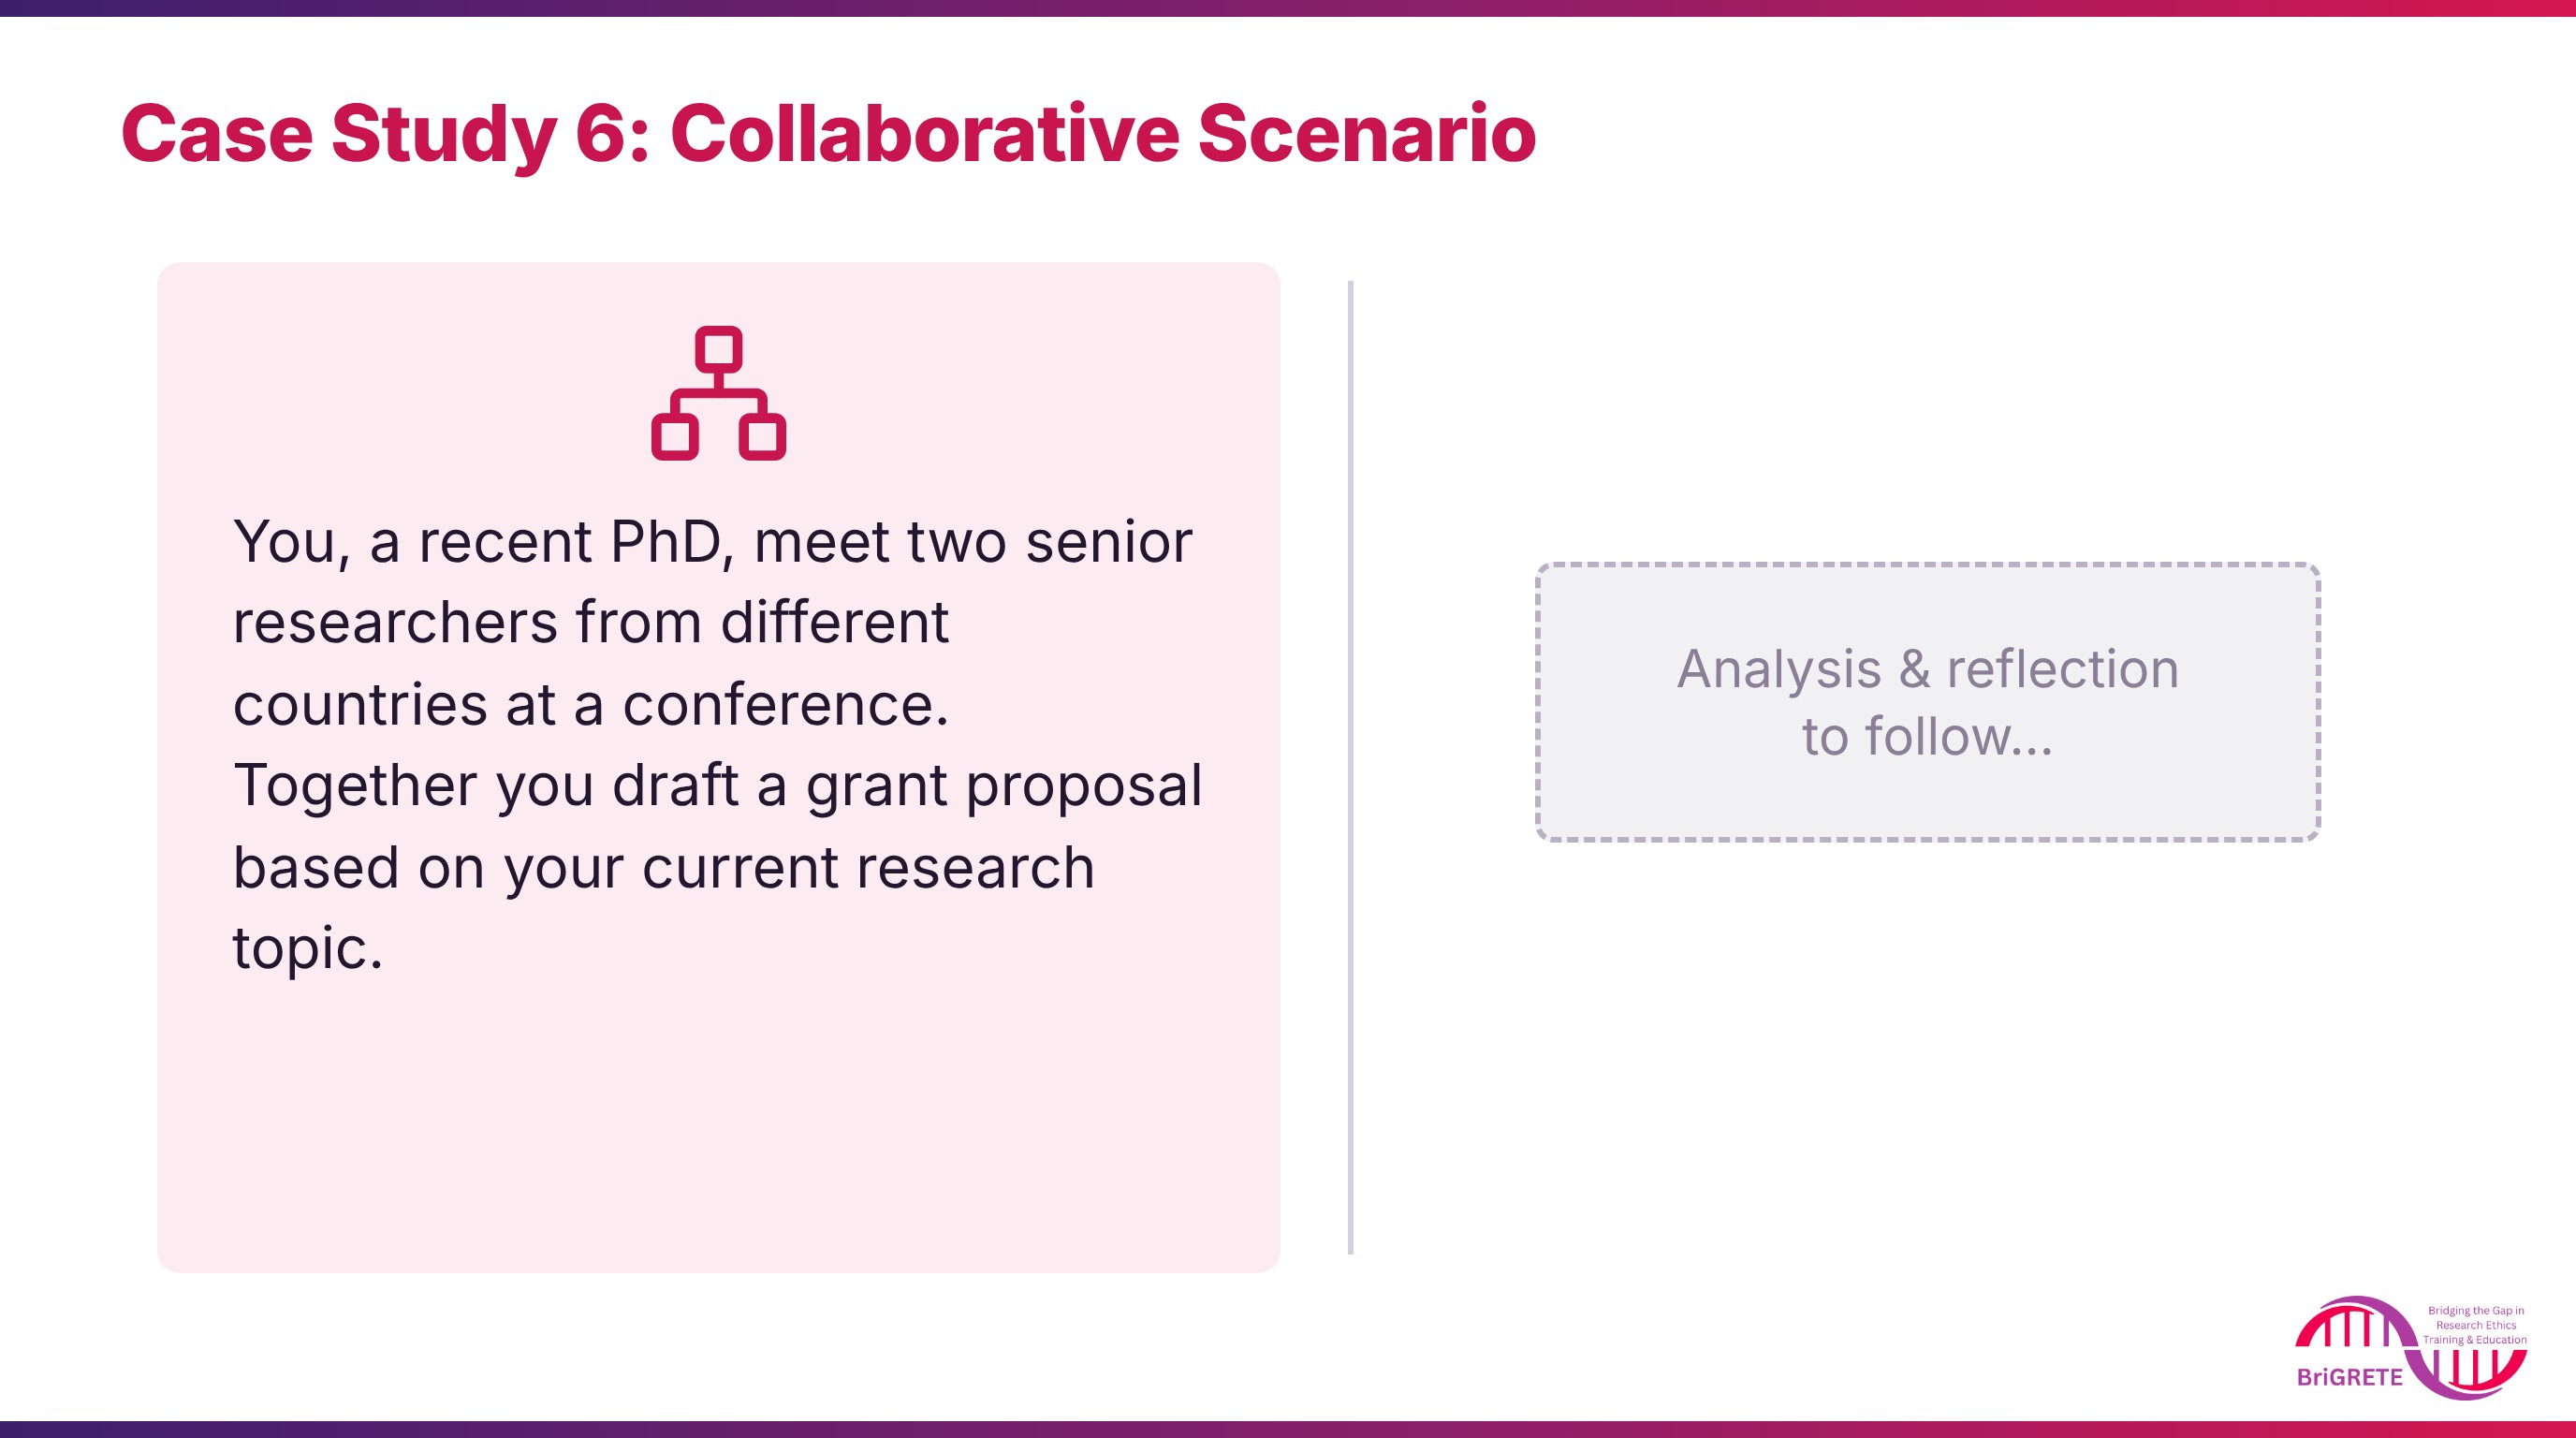 Case Study 6: Collaborative Scenario
You, a recent PhD, meet two senior
researchers from different
countries at a conference.
Together you draft a grant proposal
based on your current research
topic.
Analysis & reflection
to follow...
Bridging the Gap in
Research Ethics
Training & Education
BriGRETE